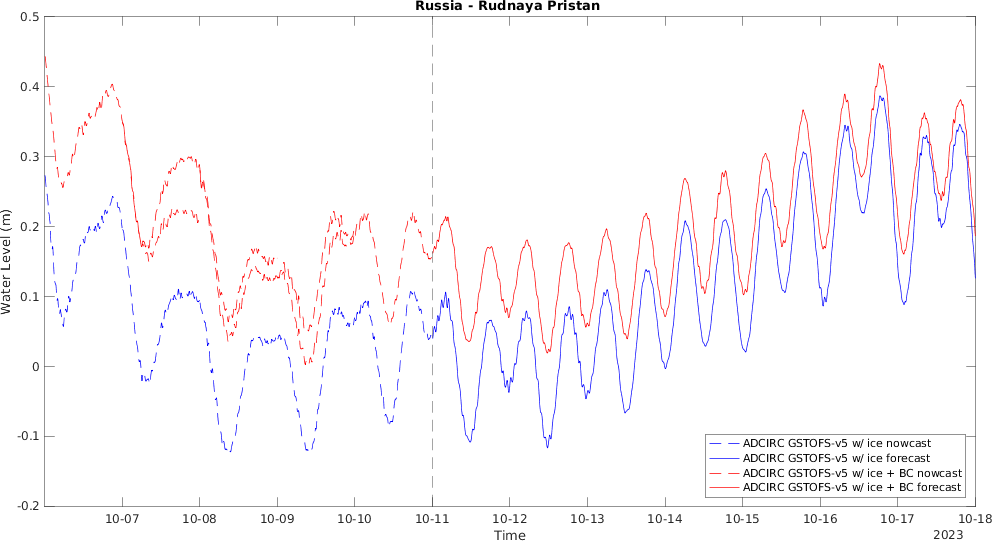 Russia - Rudnaya Pristan
0.5
0.4
0.3
0.2
0.1
0
-0.1
-0.2
Water Level (m)
ADCIRC GSTOFS-v5 w/ ice nowcast
ADCIRC GSTOFS-v5 w/ ice forecast
ADCIRC GSTOFS-v5 w/ ice + BC nowcast
ADCIRC GSTOFS-v5 w/ ice + BC forecast
10-07 10-08 10-09 10-10 10-11 10-12 10-13 10-14 10-15 10-16 10-17 10-18
Time
2023